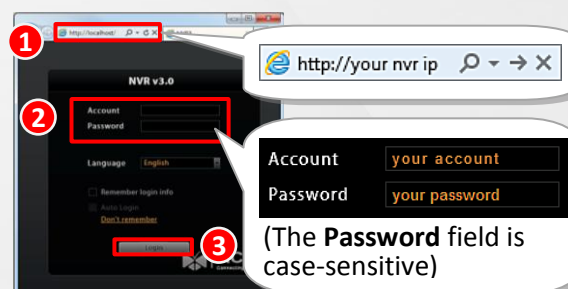 1
http://localhost/
http://your nvr ip
NVR v3.0
2
Account
Password
Language English
Remember login info
Auto Login
Don't remember
Login
3
Account your account
Password your password
(The Password field is
case-sensitive)